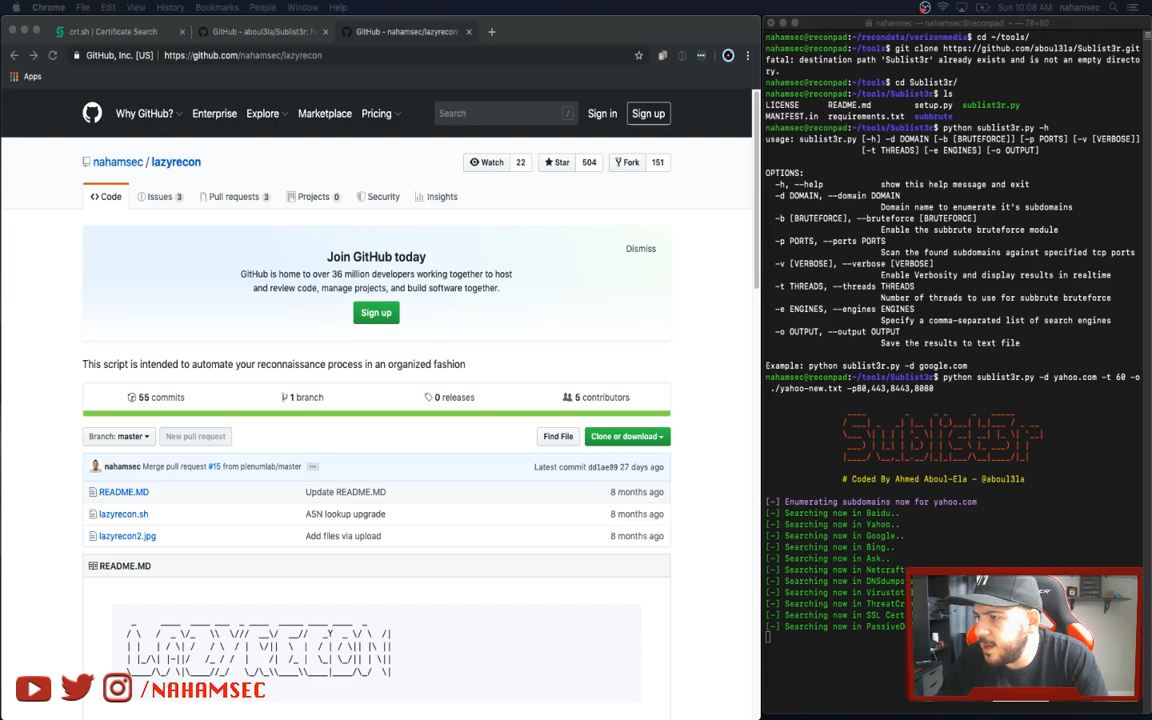 Chrome File Edit View History Bookmarks People Window Help
Sun 10:08 AM nahamsec
crt.sh | Certificate Search
GitHub - aboul3la/Sublist3r: F
GitHub - nahamsec/lazyrecon:
GitHub, Inc. [US] https://github.com/nahamsec/lazyrecon
Apps
Why GitHub? Enterprise Explore Marketplace Pricing Search / Sign in Sign up
nahamsec / lazyrecon
Watch 22 Star 504 Fork 151
Code Issues 3 Pull requests 3 Projects 0 Security Insights
Join GitHub today
Dismiss
GitHub is home to over 36 million developers working together to host
and review code, manage projects, and build software together.
Sign up
This script is intended to automate your reconnaissance process in an organized fashion
55 commits 1 branch 0 releases 5 contributors
Branch: master New pull request Find File Clone or download
nahamsec Merge pull request #15 from plenumlab/master Latest commit dd1ae89 27 days ago
README.MD Update README.MD 8 months ago
lazyrecon.sh ASN lookup upgrade 8 months ago
lazyrecon2.jpg Add files via upload 8 months ago
README.MD
/NAHAMSEC
nahamsec@reconpad: ~ — 78×60
nahamsec@reconpad:~/recondata/verizonmedia$ cd ~/tools/
nahamsec@reconpad:~/tools$ git clone https://github.com/aboul3la/Sublist3r.git
fatal: destination path 'Sublist3r' already exists and is not an empty directo
ry.
nahamsec@reconpad:~/tools$ cd Sublist3r/
nahamsec@reconpad:~/tools/Sublist3r$ ls
LICENSE README.md setup.py sublist3r.py
MANIFEST.in requirements.txt subbrute
nahamsec@reconpad:~/tools/Sublist3r$ python sublist3r.py -h
usage: sublist3r.py [-h] -d DOMAIN [-b [BRUTEFORCE]] [-p PORTS] [-v [VERBOSE]]
[-t THREADS] [-e ENGINES] [-o OUTPUT]
OPTIONS:
-h, --help show this help message and exit
-d DOMAIN, --domain DOMAIN
Domain name to enumerate it's subdomains
-b [BRUTEFORCE], --bruteforce [BRUTEFORCE]
Enable the subbrute bruteforce module
-p PORTS, --ports PORTS
Scan the found subdomains against specified tcp ports
-v [VERBOSE], --verbose [VERBOSE]
Enable Verbosity and display results in realtime
-t THREADS, --threads THREADS
Number of threads to use for subbrute bruteforce
-e ENGINES, --engines ENGINES
Specify a comma-separated list of search engines
-o OUTPUT, --output OUTPUT
Save the results to text file
Example: python sublist3r.py -d google.com
nahamsec@reconpad:~/tools/Sublist3r$ python sublist3r.py -d yahoo.com -t 60 -o
./yahoo-new.txt -p80,443,8443,8080
# Coded By Ahmed Aboul-Ela - @aboul3la
[-] Enumerating subdomains now for yahoo.com
[-] Searching now in Baidu..
[-] Searching now in Yahoo..
[-] Searching now in Google..
[-] Searching now in Bing..
[-] Searching now in Ask..
[-] Searching now in Netcraft
[-] Searching now in DNSdumps
[-] Searching now in Virustot
[-] Searching now in ThreatCr
[-] Searching now in SSL Cert
[-] Searching now in PassiveD